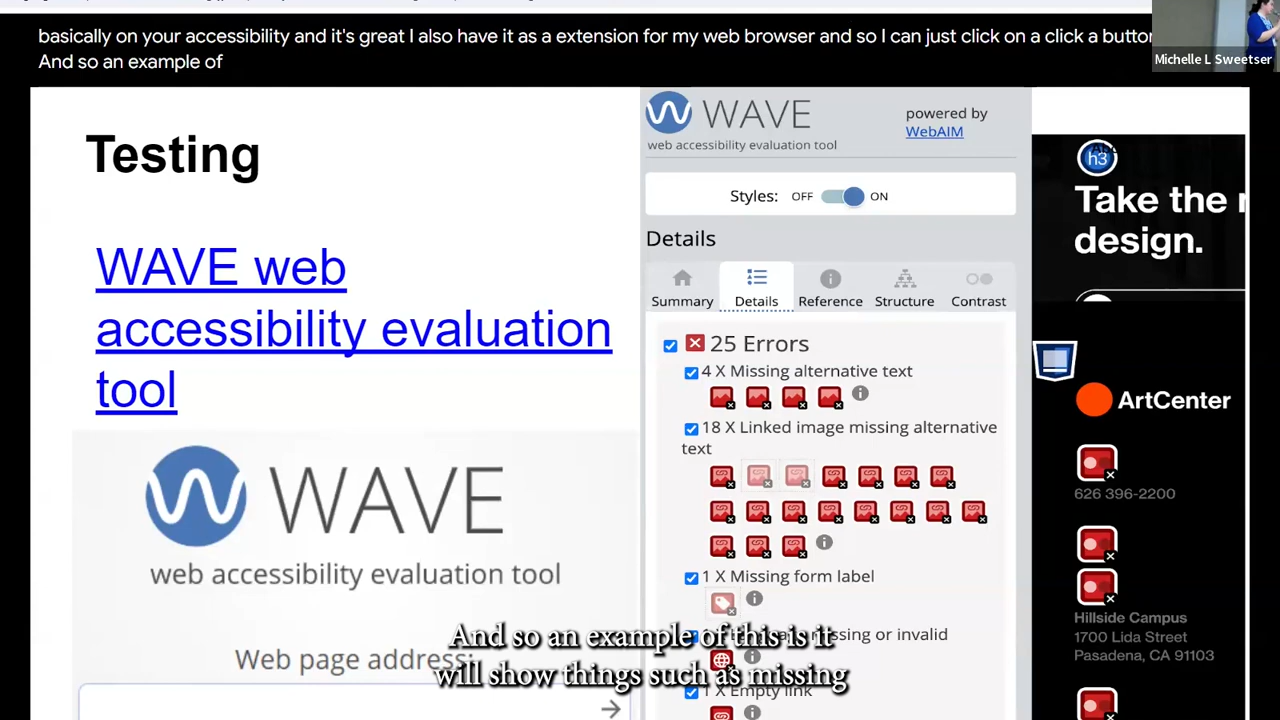 basically on your accessibility and it's great I also have it as a extension for my web browser and so I can just click on a click a button
And so an example of
Michelle L Sweetser
Testing
WAVE web
accessibility evaluation
tool
WAVE
web accessibility evaluation tool
Web page address:
WAVE
web accessibility evaluation tool
powered by
WebAIM
Styles: OFF ON
Details
Summary Details Reference Structure Contrast
25 Errors
4 X Missing alternative text
18 X Linked image missing alternative
text
1 X Missing form label
missing or invalid
1 X Empty link
h3
Take the
design.
ArtCenter
626 396-2200
Hillside Campus
1700 Lida Street
Pasadena, CA 91103
And so an example of this is it
will show things such as missing